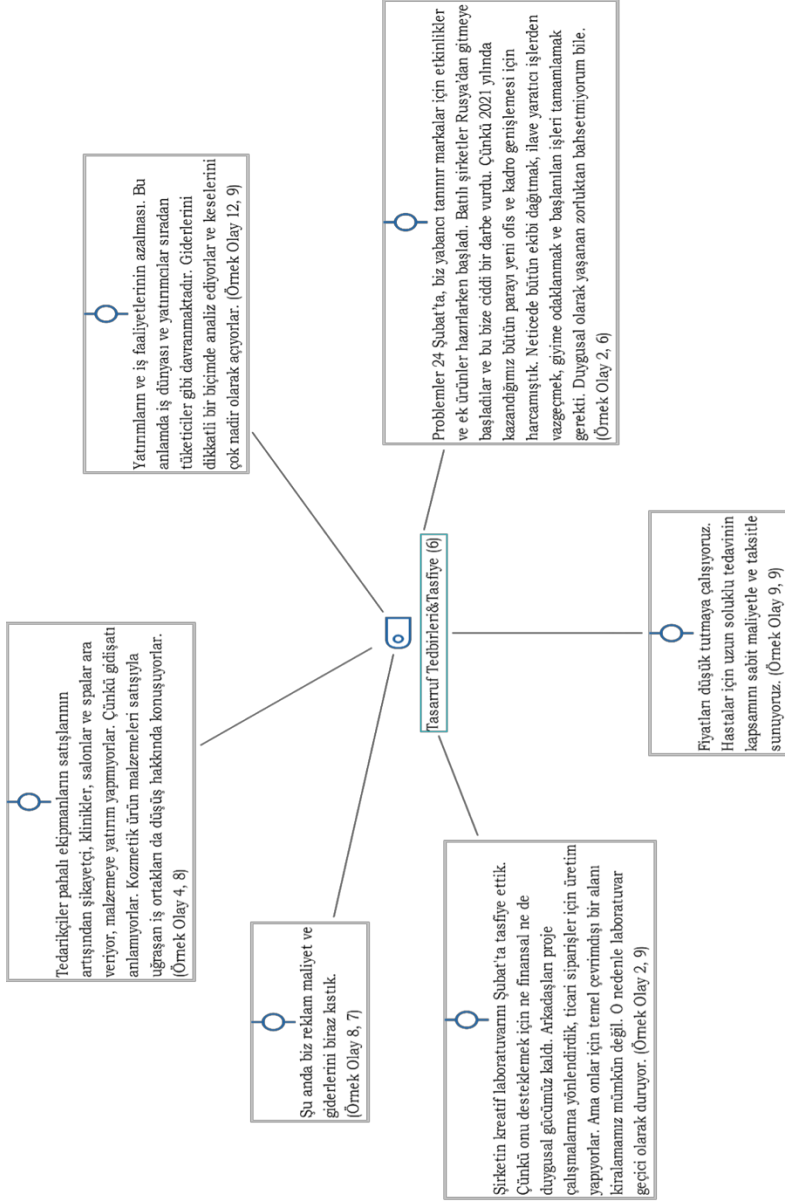 Tedarikçiler pahalı ekipmanların satışlarının
artışından şikayetçi, klinikler, salonlar ve spalar ara
veriyor, malzemeye yatırım yapmıyorlar. Çünkü gidişatı
anlamıyorlar. Kozmetik ürün malzemeleri satışıyla
uğraşan iş ortakları da düşüş hakkında konuşuyorlar.
(Örnek Olay 4, 8)
Yatırımların ve iş faaliyetlerinin azalması. Bu
anlamda iş dünyası ve yatırımcılar sıradan
tüketiciler gibi davranmaktadır. Giderlerini
dikkatli bir biçimde analiz ediyorlar ve keselerini
çok nadir olarak açıyorlar. (Örnek Olay 12, 9)
Şu anda biz reklam maliyet ve
giderlerini biraz kıstık.
(Örnek Olay 8, 7)
Tasarruf Tedbirleri&Tasfiye (6)
Problemler 24 Şubat'ta, biz yabancı tanınır markalar için etkinlikler
ve ek ürünler hazırlarken başladı. Batılı şirketler Rusya'dan gitmeye
başladılar ve bu bize ciddi bir darbe vurdu. Çünkü 2021 yılında
kazandığımız bütün parayı yeni ofis ve kadro genişlemesi için
harcamıştık. Neticede bütün ekibi dağıtmak, ilave yaratıcı işlerden
vazgeçmek, giyime odaklanmak ve başlanılan işleri tamamlamak
gerekti. Duygusal olarak yaşanan zorluktan bahsetmiyorum bile.
(Örnek Olay 2, 6)
Şirketin kreatif laboratuvarını Şubat'ta tasfiye ettik.
Çünkü onu desteklemek için ne finansal ne de
duygusal gücümüz kaldı. Arkadaşları proje
çalışmalarına yönlendirdik, ticari siparişler için üretim
yapıyorlar. Ama onlar için temel çevrimdışı bir alanı
kiralamamız mümkün değil. O nedenle laboratuvar
geçici olarak duruyor. (Örnek Olay 2, 9)
Fiyatları düşük tutmaya çalışıyoruz.
Hastalar için uzun soluklu tedavinin
kapsamını sabit maliyetle ve taksitle
sunuyoruz. (Örnek Olay 9, 9)